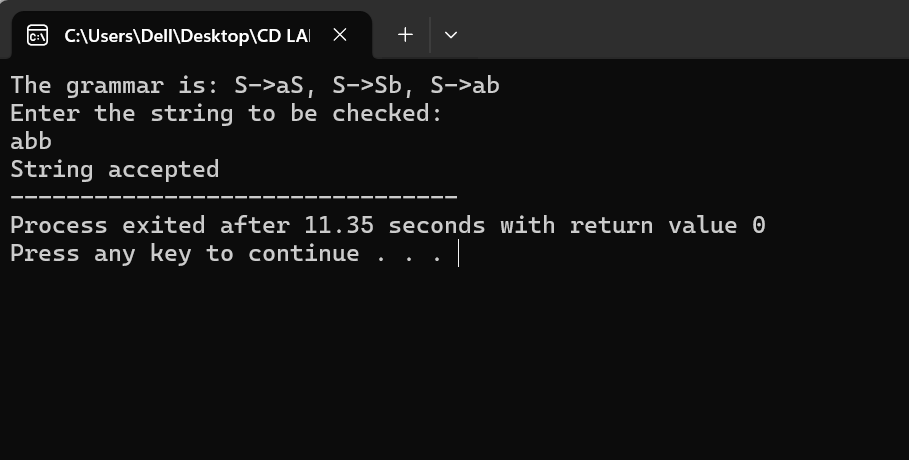 C:\Users\Dell\Desktop\CD LA
The grammar is: S->aS, S->Sb, S->ab
Enter the string to be checked:
abb
String accepted
--------------------------------
Process exited after 11.35 seconds with return value 0
Press any key to continue . . .